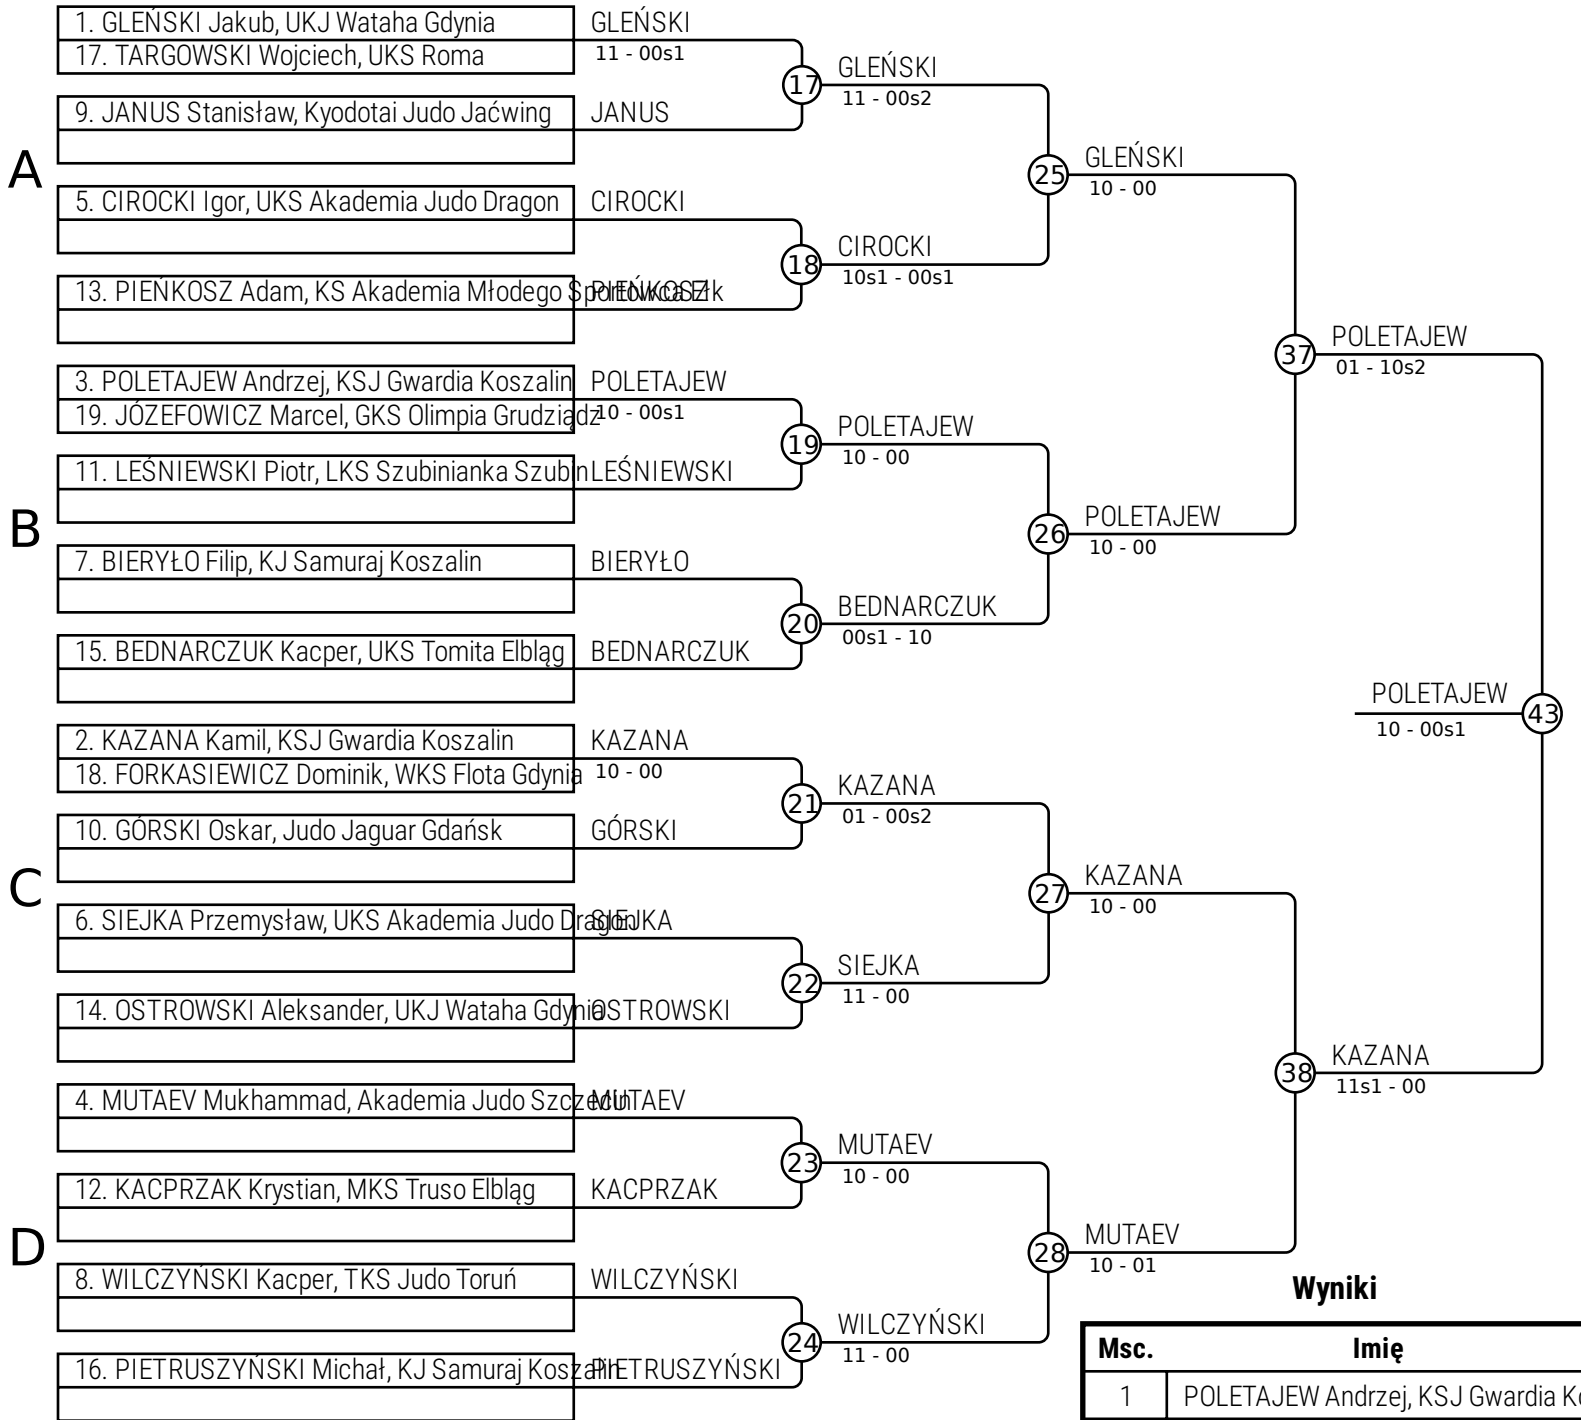 1. GLEŃSKI Jakub, UKJ Wataha Gdynia
17. TARGOWSKI Wojciech, UKS Roma
GLEŃSKI
11 - 00s1
9. JANUS Stanisław, Kyodotai Judo Jaćwing
JANUS
17
GLEŃSKI
11 - 00s2
A
5. CIROCKI Igor, UKS Akademia Judo Dragon
CIROCKI
13. PIEŃKOSZ Adam, KS Akademia Młodego Sportowca Ełk
PIEŃKOSZ
18
CIROCKI
10s1 - 00s1
25
GLEŃSKI
10 - 00
3. POLETAJEW Andrzej, KSJ Gwardia Koszalin
19. JÓZEFOWICZ Marcel, GKS Olimpia Grudziądz
POLETAJEW
10 - 00s1
11. LEŚNIEWSKI Piotr, LKS Szubinianka Szubin
LEŚNIEWSKI
19
POLETAJEW
10 - 00
B
7. BIERYŁO Filip, KJ Samuraj Koszalin
BIERYŁO
15. BEDNARCZUK Kacper, UKS Tomita Elbląg
BEDNARCZUK
20
BEDNARCZUK
00s1 - 10
26
POLETAJEW
10 - 00
37
POLETAJEW
01 - 10s2
2. KAZANA Kamil, KSJ Gwardia Koszalin
18. FORKASIEWICZ Dominik, WKS Flota Gdynia
KAZANA
10 - 00
10. GÓRSKI Oskar, Judo Jaguar Gdańsk
GÓRSKI
21
KAZANA
01 - 00s2
C
6. SIEJKA Przemysław, UKS Akademia Judo Dragon
SIEJKA
14. OSTROWSKI Aleksander, UKJ Wataha Gdynia
OSTROWSKI
22
SIEJKA
11 - 00
27
KAZANA
10 - 00
4. MUTAEV Mukhammad, Akademia Judo Szczecin
MUTAEV
12. KACPRZAK Krystian, MKS Truso Elbląg
KACPRZAK
23
MUTAEV
10 - 00
D
8. WILCZYŃSKI Kacper, TKS Judo Toruń
WILCZYŃSKI
16. PIETRUSZYŃSKI Michał, KJ Samuraj Koszalin
PIETRUSZYŃSKI
24
WILCZYŃSKI
11 - 00
28
MUTAEV
10 - 01
38
KAZANA
11s1 - 00
POLETAJEW
10 - 00s1
43
Wyniki
Msc. Imię
1 POLETAJEW Andrzej, KSJ Gwardia